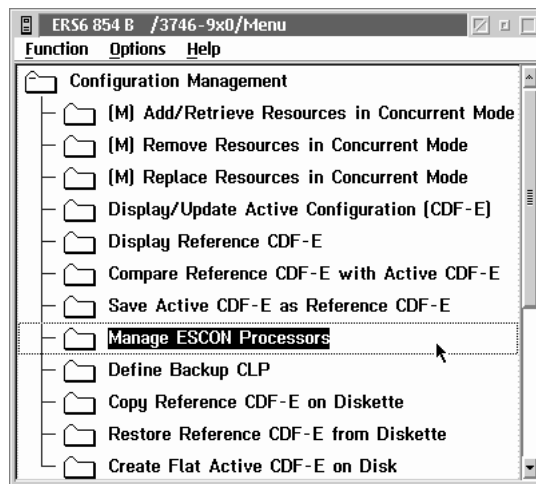 ERS6 854 B /3746-9x0/Menu
Function Options Help
Configuration Management
(M) Add/Retrieve Resources in Concurrent Mode
(M) Remove Resources in Concurrent Mode
(M) Replace Resources in Concurrent Mode
Display/Update Active Configuration (CDF-E)
Display Reference CDF-E
Compare Reference CDF-E with Active CDF-E
Save Active CDF-E as Reference CDF-E
Manage ESCON Processors
Define Backup CLP
Copy Reference CDF-E on Diskette
Restore Reference CDF-E from Diskette
Create Flat Active CDF-E on Disk